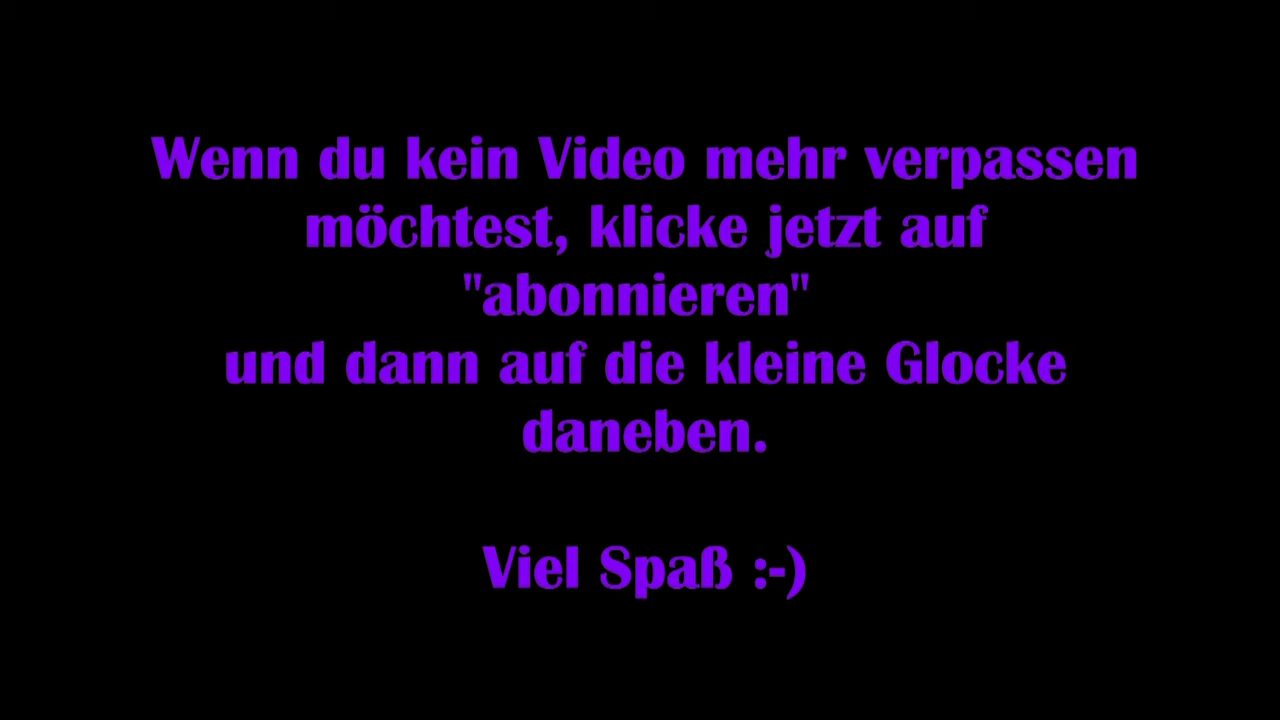 Wenn du kein Video mehr verpassen
möchtest, klicke jetzt auf
"abonnieren"
und dann auf die kleine Glocke
daneben.
Viel Spaß :-)